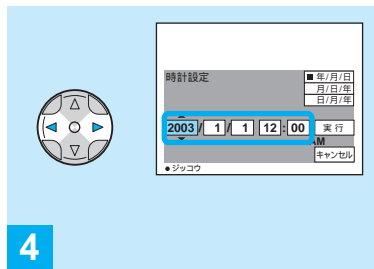 時計設定
■ 年/月/日
月/日/年
日/月/年
2003 / 1 / 1 12 : 00
実行
AM
キャンセル
● ジッコウ
4